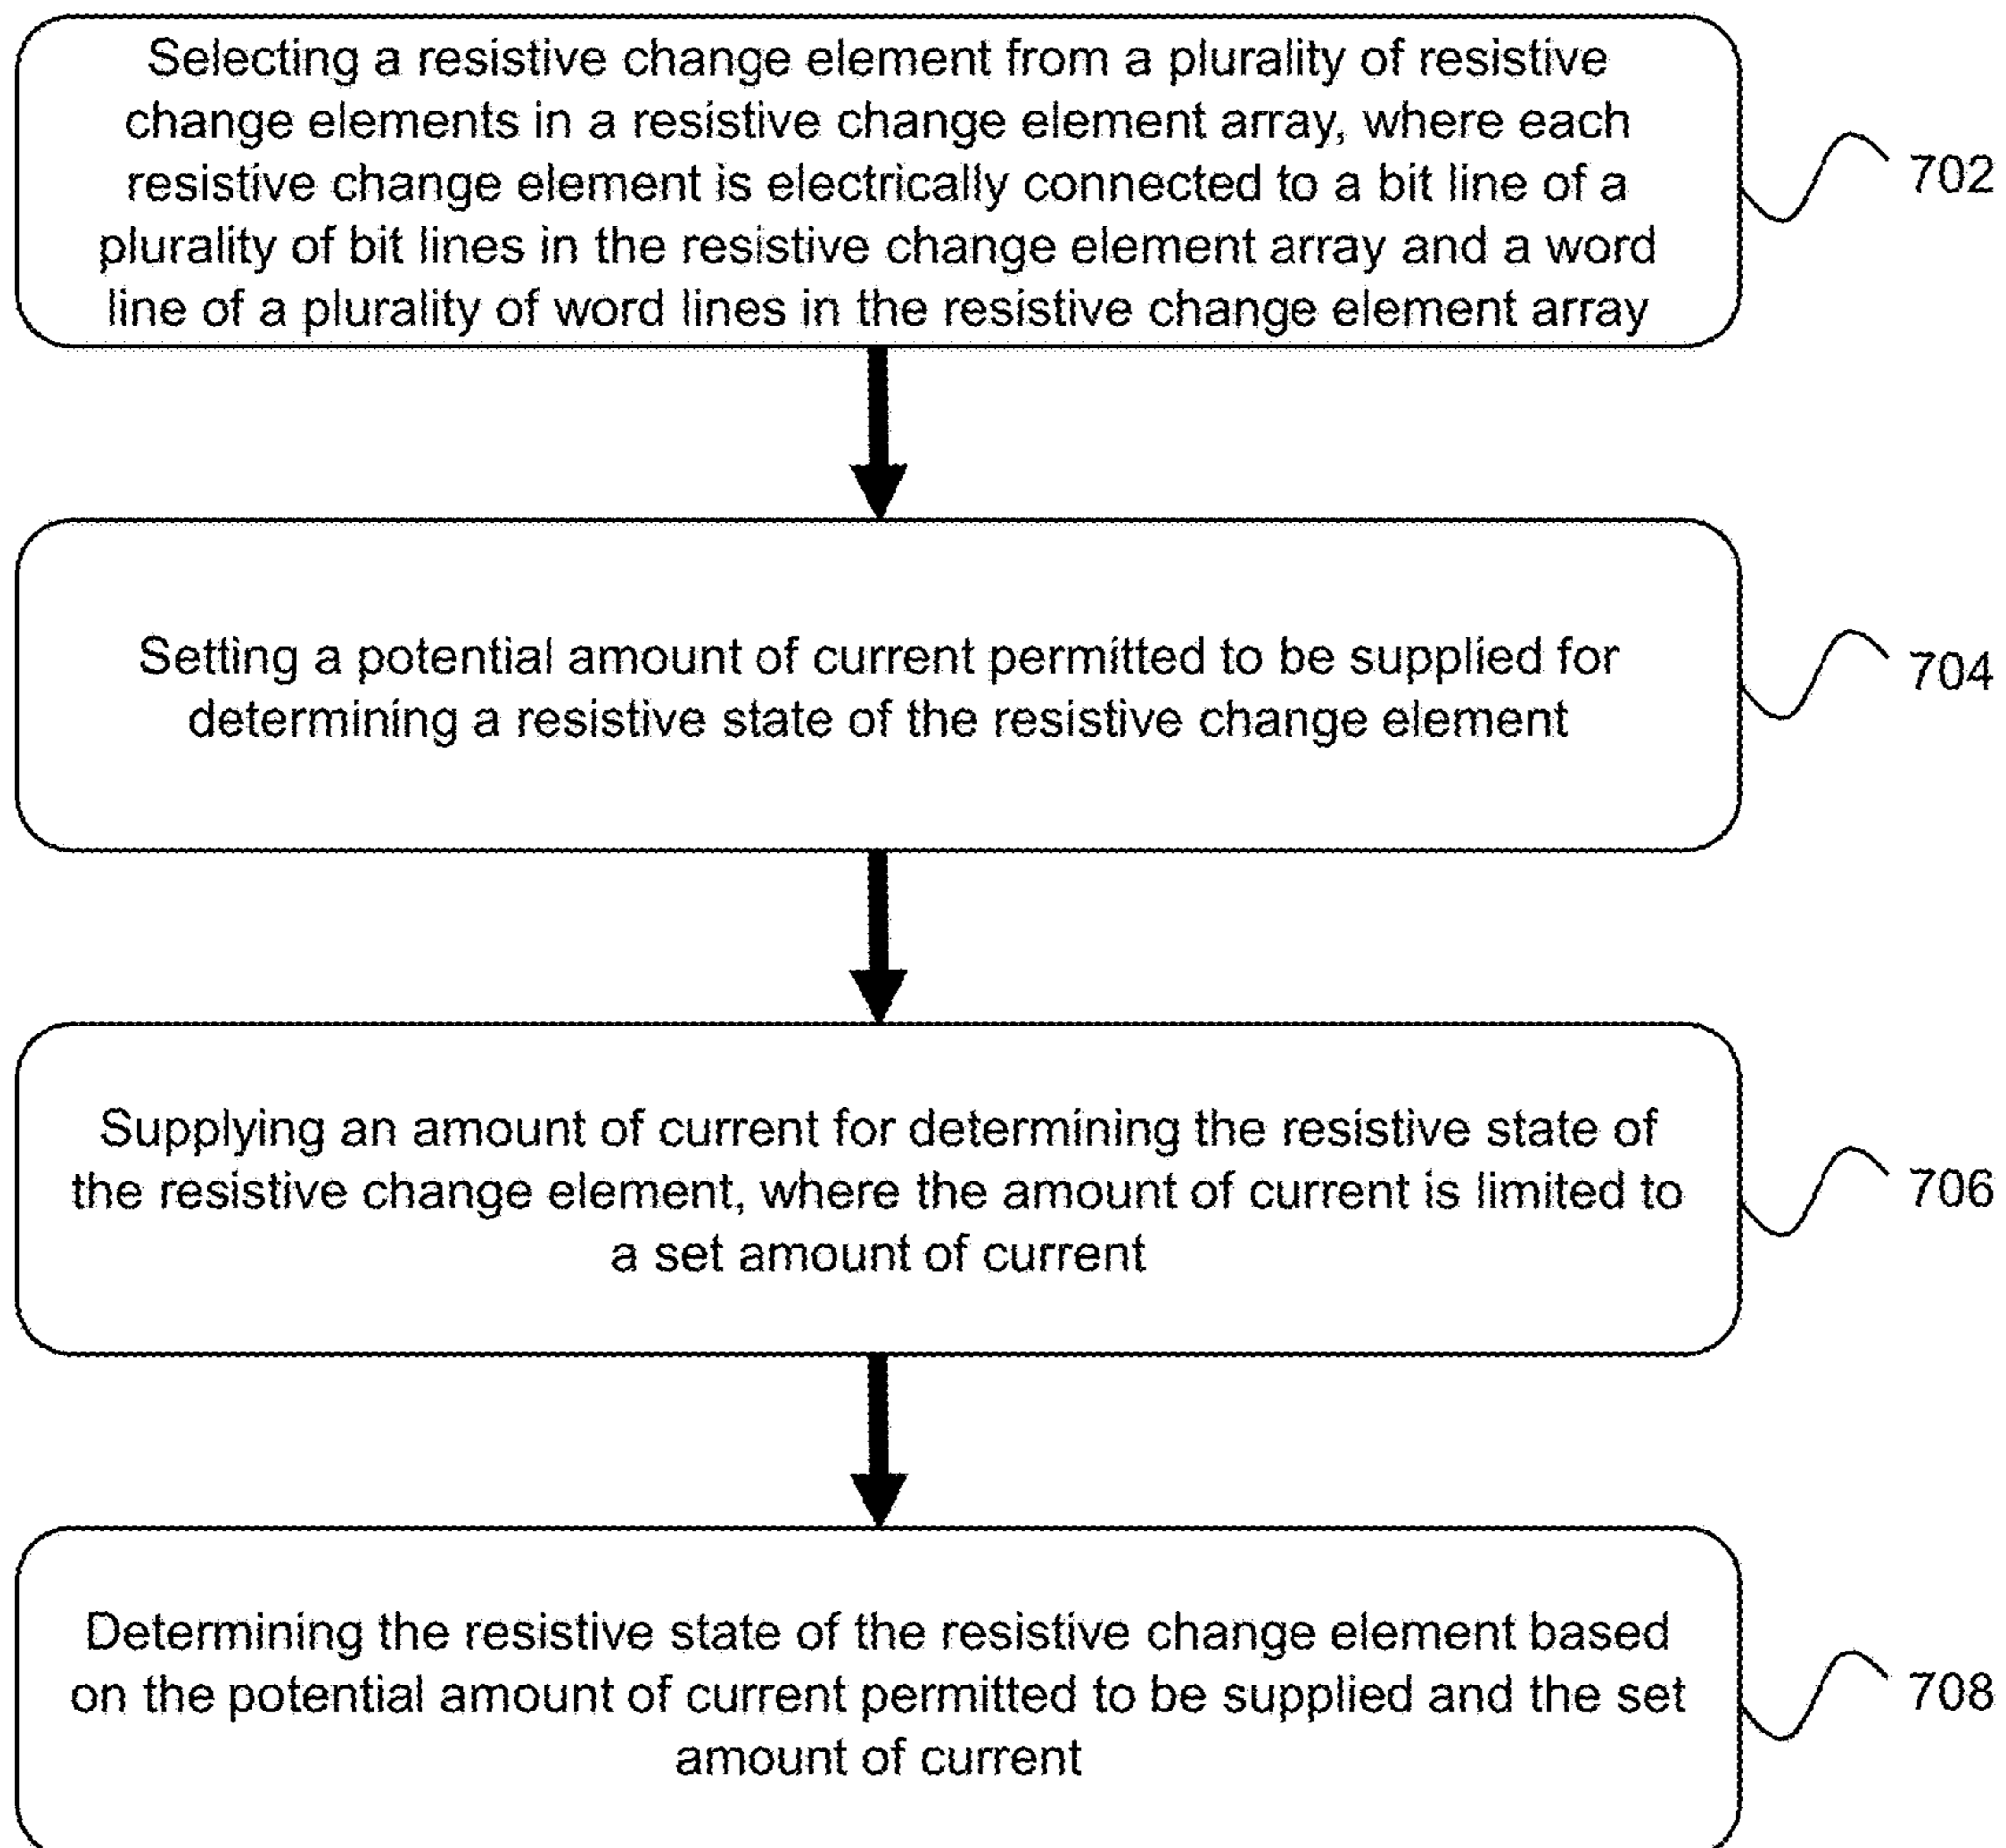 Selecting a resistive change element from a plurality of resistive
change elements in a resistive change element array, where each
resistive change element is electrically connected to a bit line of a
plurality of bit lines in the resistive change element array and a word
line of a plurality of word lines in the resistive change element array
702
Setting a potential amount of current permitted to be supplied for
determining a resistive state of the resistive change element
704
Supplying an amount of current for determining the resistive state of
the resistive change element, where the amount of current is limited to
a set amount of current
706
Determining the resistive state of the resistive change element based
on the potential amount of current permitted to be supplied and the set
amount of current
708